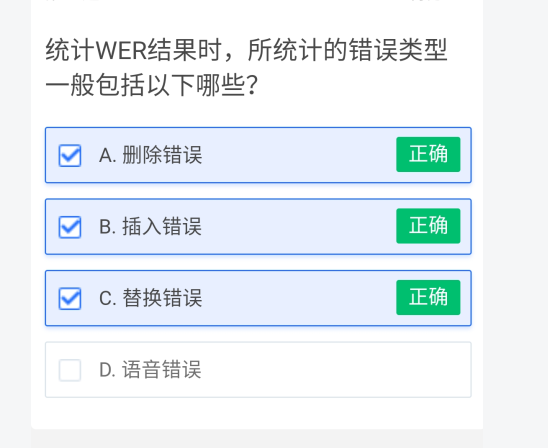 统计WER结果时，所统计的错误类型
一般包括以下哪些？
A. 删除错误 正确
B. 插入错误 正确
C. 替换错误 正确
D. 语音错误